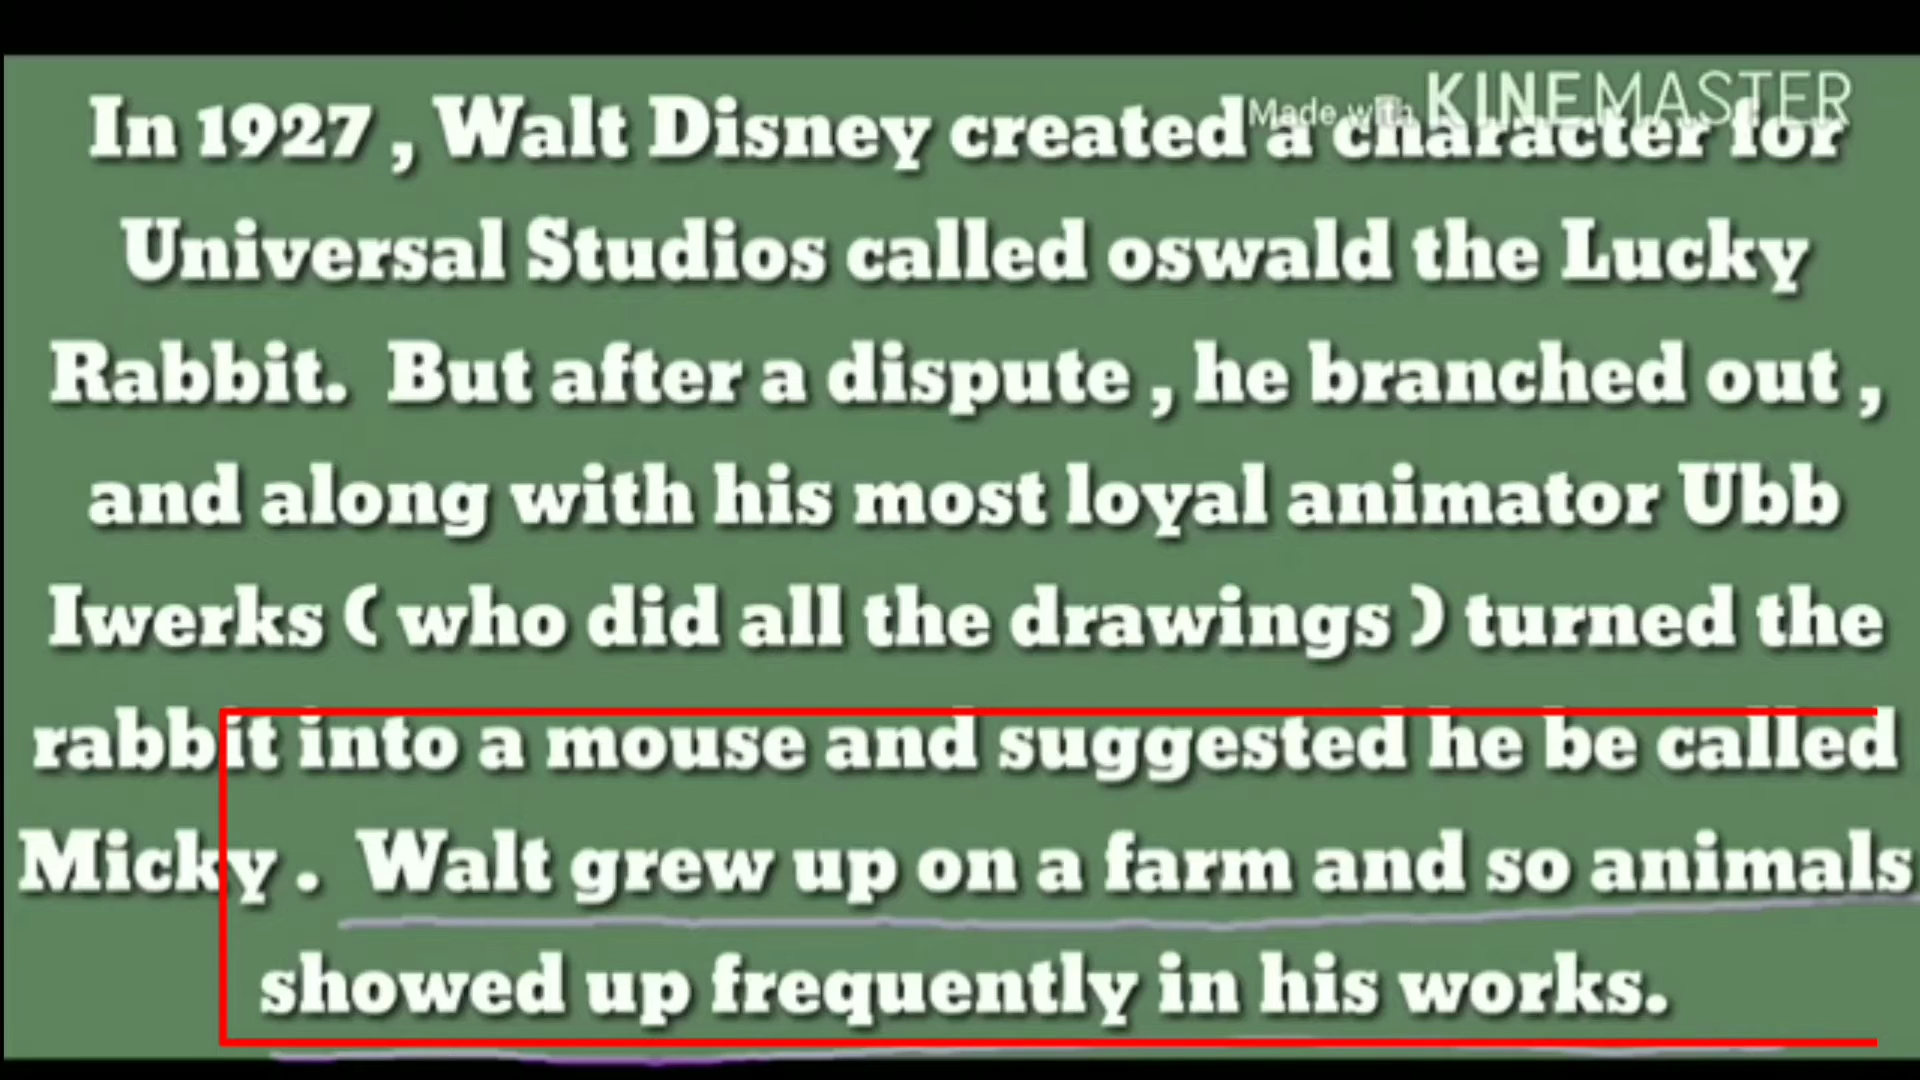 Made with KINEMASTER
In 1927 , Walt Disney created a character for
Universal Studios called oswald the Lucky
Rabbit. But after a dispute , he branched out ,
and along with his most loyal animator Ubb
Iwerks ( who did all the drawings ) turned the
rabbit into a mouse and suggested he be called
Micky . Walt grew up on a farm and so animals
showed up frequently in his works.